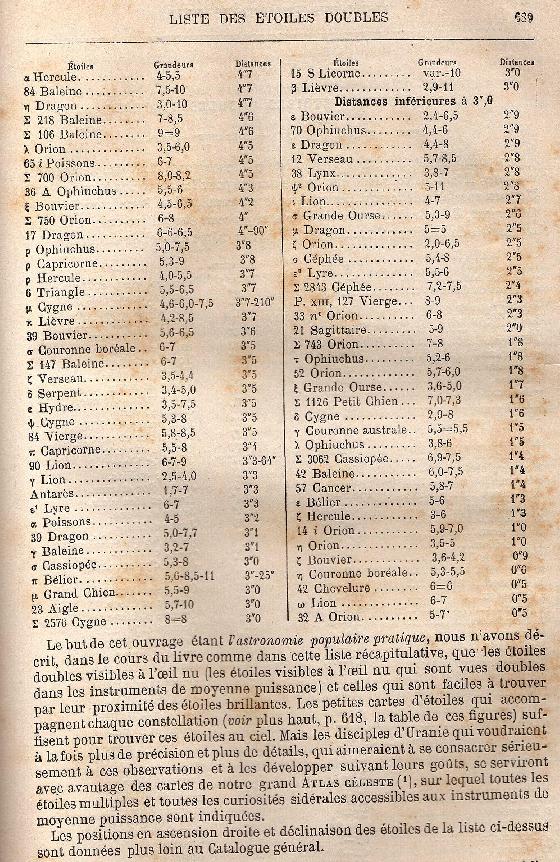 LISTE DES ÉTOILES DOUBLES 639
Étoiles Grandeurs Distances
α Hercule 4-5,5 4"7
84 Baleine 7,5-10 4"7
η Dragon 3,0-10 4"7
Σ 218 Baleine 7-8,5 4"6
Σ 106 Baleine 9=9 4"6
λ Orion 3,5-6,0 4"5
65 i Poissons 6-7 4"5
Σ 700 Orion 8,0-8,2 4"5
36 A Ophiuchus 5,5-6 4"3
ξ Bouvier 4,5-6,5 4"2
Σ 750 Orion 6-8 4"
17 Dragon 6-6-6,5 4"-90"
ρ Ophiuchus 5,0-7,5 3"8
ρ Capricorne 5,3-9 3"8
ρ Hercule 4,0-5,5 3"7
6 Triangle 5,5-6,5 3"7
μ Cygne 4,6-6,0-7,5 3"7-210"
κ Lièvre 4,2-8,5 3"7
39 Bouvier 5,6-6,5 3"6
σ Couronne boréale 6-7 3"5
Σ 147 Baleine 6-7 3"5
ζ Verseau 3,5-4,4 3"5
δ Serpent 3,4-5,0 3"5
ε Hydre 3,5-7,5 3"5
ψ Cygne 5,3-8 3"5
84 Vierge 5,8-8,5 3"5
π Capricorne 5,5-8 3"4
90 Lion 6-7-9 3"3-64"
γ Lion 2,5-4,0 3"3
Antarès 1,7-7 3"3
ε¹ Lyre 6-7 3"3
α Poissons 4-5 3"2
39 Dragon 5,0-7,7 3"1
γ Baleine 3,2-7 3"1
σ Cassiopée 5,3-8 3"0
π Bélier 5,6-8,5-11 3"-25"
μ Grand Chien 5,5-9 3"0
23 Aigle 5,7-10 3"0
Σ 2576 Cygne 8=8 3"0
Étoiles Grandeurs Distances
15 S Licorne var.-10 3"0
β Lièvre 2,9-11 3"0
Distances inférieures à 3",0
ε Bouvier 2,4-6,5 2"9
70 Ophiuchus 4,4-6 2"9
ε Dragon 4,4-8 2"9
12 Verseau 5,7-8,5 2"8
38 Lynx 3,8-7 2"8
ψ² Orion 5-11 2"8
ι Lion 4-7 2"7
σ Grande Ourse 5,3-9 2"6
μ Dragon 5=5 2"5
ζ Orion 2,0-6,5 2"5
ο Céphée 5,4-8 2"5
ε² Lyre 5,5-6 2"5
Σ 2843 Céphée 7,2-7,5 2"4
P. XIII, 127 Vierge 8-9 2"3
33 n¹ Orion 6-8 2"3
21 Sagittaire 5-9 2"0
Σ 743 Orion 7-8 1"8
τ Ophiuchus 5,2-6 1"8
52 Orion 5,7-6,0 1"8
ξ Grande Ourse 3,6-5,0 1"7
Σ 1126 Petit Chien 7,0-7,3 1"6
δ Cygne 2,9-8 1"6
γ Couronne australe 5,5=5,5 1"5
λ Ophiuchus 3,8-6 1"5
Σ 3062 Cassiopée 6,9-7,5 1"4
42 Baleine 6,0-7,5 1"4
57 Cancer 5,8-7 1"4
ε Bélier 5-6 1"3
ζ Hercule 3-6 1"3
14 i Orion 5,9-7,0 1"0
η Orion 3,5-5 1"0
ζ Bouvier 3,6-4,2 0"9
η Couronne boréale 5,3-5,5 0"6
42 Chevelure 6=6 0"5
ω Lion 6-7 0"5
32 A Orion 5-7 0"5
Le but de cet ouvrage étant l'astronomie populaire pratique, nous n'avons dé-
crit, dans le cours du livre comme dans cette liste récapitulative, que les étoiles
doubles visibles à l'œil nu (les étoiles visibles à l'œil nu qui sont vues doubles
dans les instruments de moyenne puissance) et celles qui sont faciles à trouver
par leur proximité des étoiles brillantes. Les petites cartes d'étoiles qui accom-
pagnent chaque constellation (voir plus haut, p. 618, la table de ces figures) suf-
fisent pour trouver ces étoiles au ciel. Mais les disciples d'Uranie qui voudraient
à la fois plus de précision et plus de détails, qui aimeraient à se consacrer sérieu-
sement à ces observations et à les développer suivant leurs goûts, se serviront
avec avantage des cartes de notre grand ATLAS CÉLESTE (¹), sur lequel toutes les
étoiles multiples et toutes les curiosités sidérales accessibles aux instruments de
moyenne puissance sont indiquées.
Les positions en ascension droite et déclinaison des étoiles de la liste ci-dessus
sont données plus loin au Catalogue général.